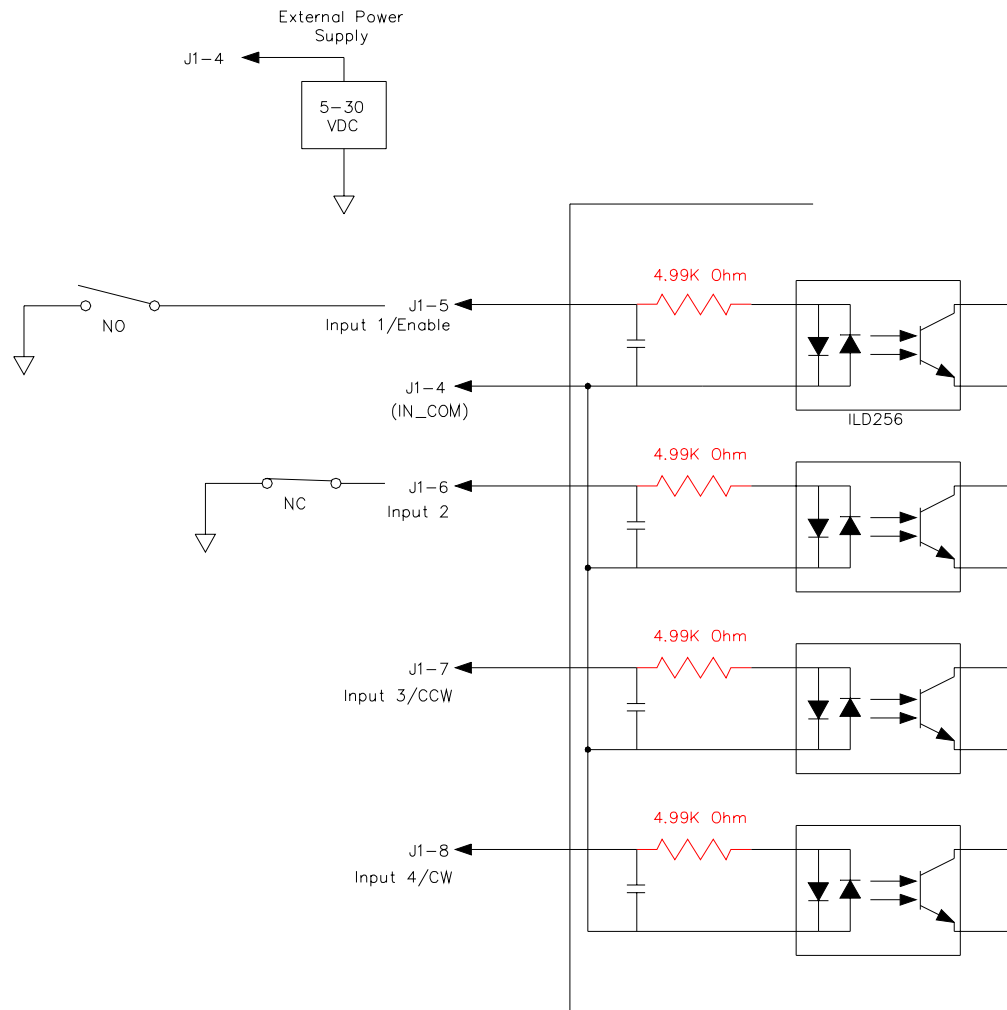 External Power
Supply
J1-4
5-30
VDC
4.99K Ohm
J1-5
Input 1/Enable
NO
J1-4
(IN_COM)
ILD256
4.99K Ohm
J1-6
Input 2
NC
4.99K Ohm
J1-7
Input 3/CCW
4.99K Ohm
J1-8
Input 4/CW